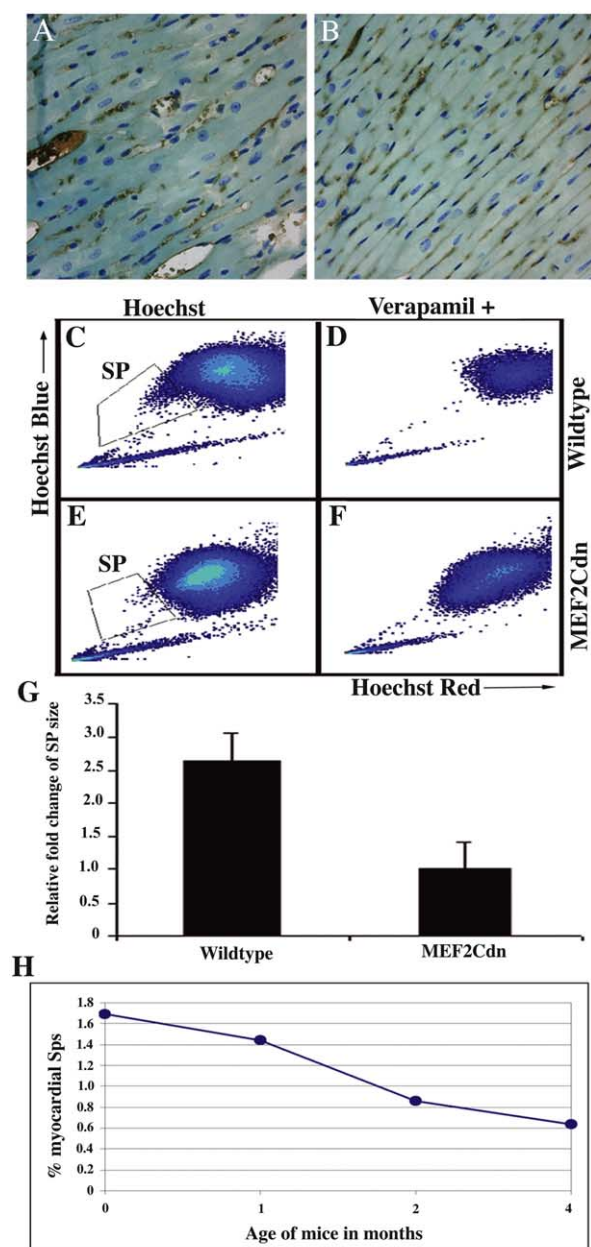 A
B
Hoechst
Verapamil +
C
SP
D
Hoechst Blue
Wildtype
E
SP
F
MEF2Cdn
Hoechst Red
G
Relative fold change of SP size
3.5
3.0
2.5
2.0
1.5
1.0
0.5
0
Wildtype
MEF2Cdn
H
% myocardial Sps
1.8
1.6
1.4
1.2
1.0
0.8
0.6
0.4
0.2
0
0 1 2 4
Age of mice in months